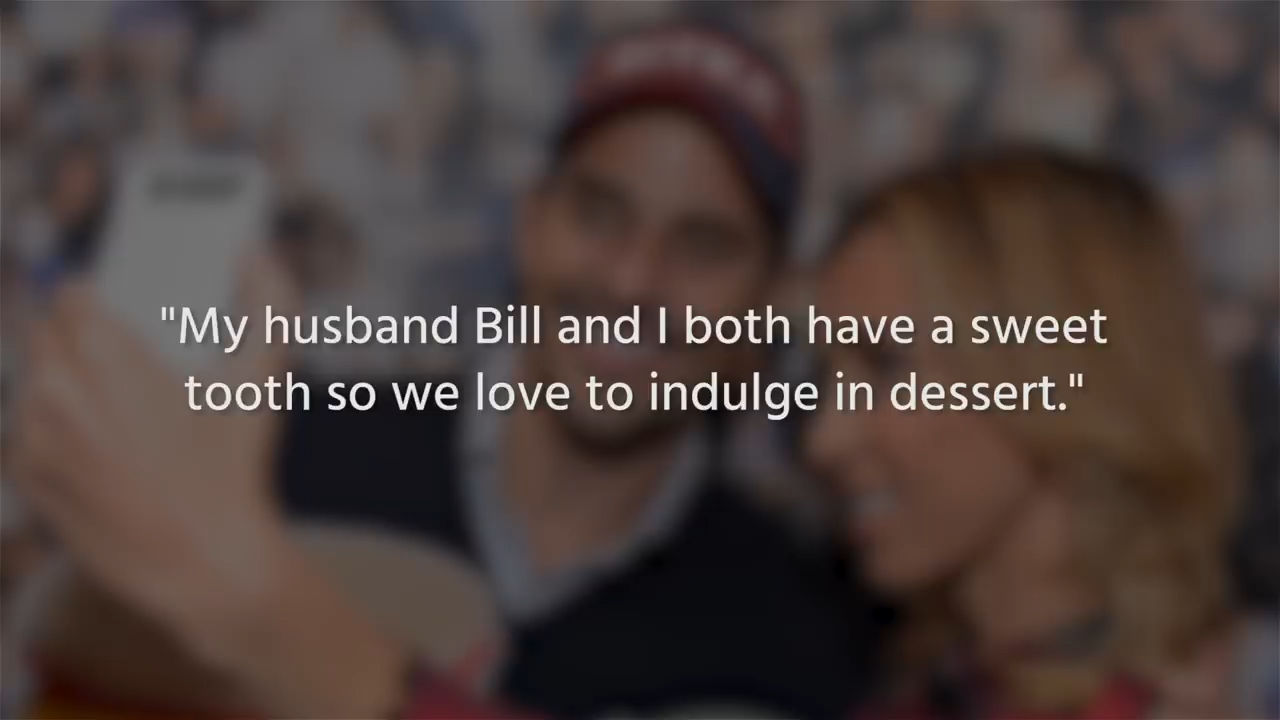 "My husband Bill and I both have a sweet
tooth so we love to indulge in dessert."